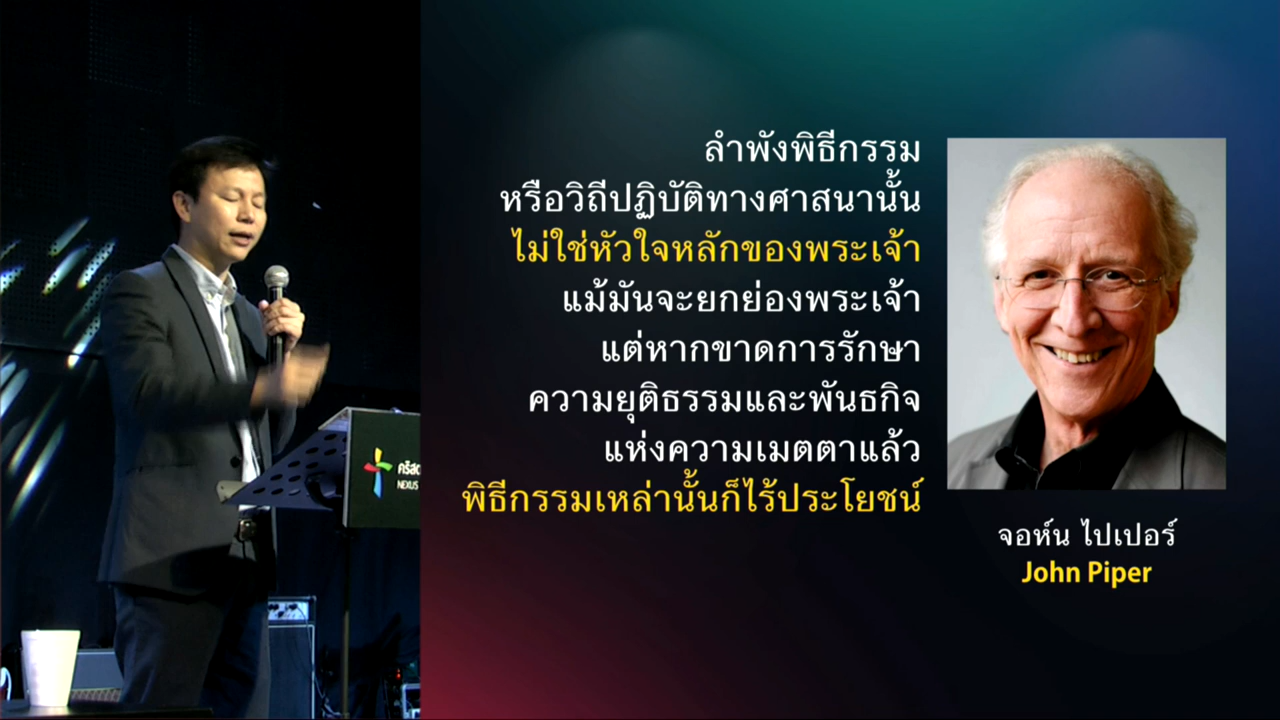 ลำพังพิธีกรรม
หรือวิถีปฏิบัติทางศาสนานั้น
ไม่ใช่หัวใจหลักของพระเจ้า
แม้มันจะยกย่องพระเจ้า
แต่หากขาดการรักษา
ความยุติธรรมและพันธกิจ
แห่งความเมตตาแล้ว
พิธีกรรมเหล่านั้นก็ไร้ประโยชน์
จอห์น ไปเปอร์
John Piper
NEXUS